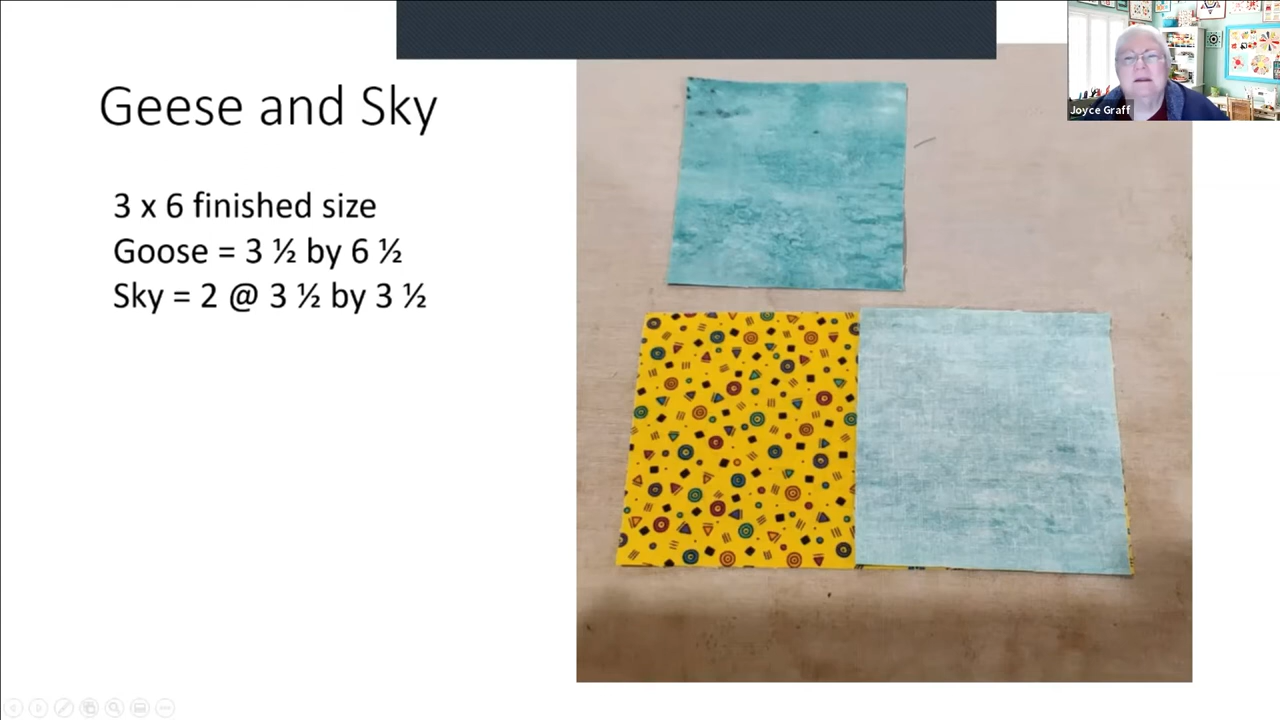 Geese and Sky
3 x 6 finished size
Goose = 3 ½ by 6 ½
Sky = 2 @ 3 ½ by 3 ½
Joyce Graff